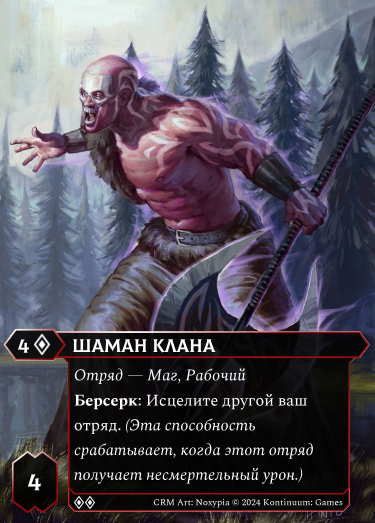 4 ШАМАН КЛАНА
Отряд — Маг, Рабочий
Берсерк: Исцелите другой ваш
отряд. (Эта способность
срабатывает, когда этот отряд
получает несмертельный урон.)
4
CRM Art: Noxypia © 2024 Kontinuum: Games